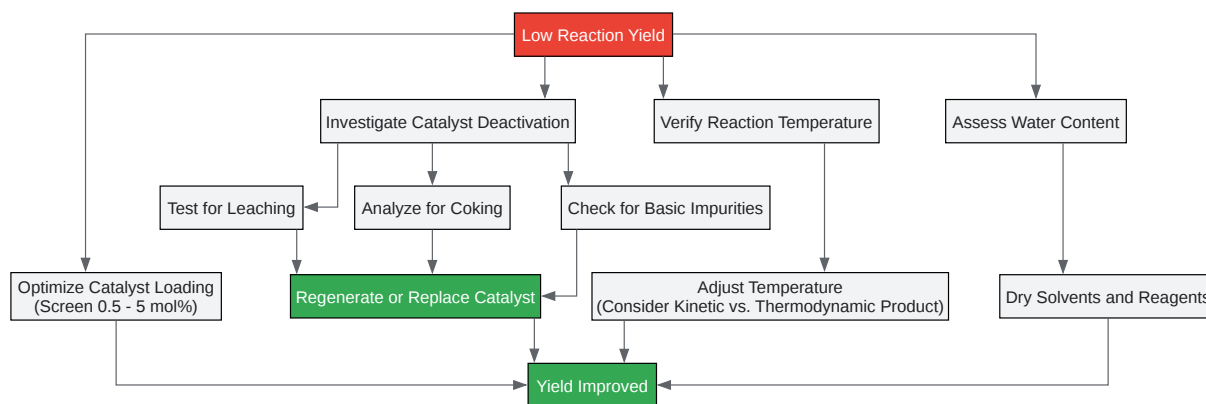 Low Reaction Yield
Investigate Catalyst Deactivation
Verify Reaction Temperature
Assess Water Content
Test for Leaching
Analyze for Coking
Check for Basic Impurities
Optimize Catalyst Loading
(Screen 0.5 - 5 mol%)
Regenerate or Replace Catalyst
Adjust Temperature
(Consider Kinetic vs. Thermodynamic Product)
Dry Solvents and Reagents
Yield Improved